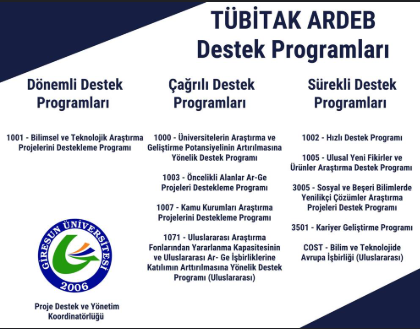 TÜBİTAK ARDEB
Destek Programları
Dönemli Destek
Programları
1001 - Bilimsel ve Teknolojik Araştırma
Projelerini Destekleme Programı
Çağrılı Destek
Programları
1000 - Üniversitelerin Araştırma ve
Geliştirme Potansiyelinin Artırılmasına
Yönelik Destek Programı
1003 - Öncelikli Alanlar Ar-Ge
Projeleri Destekleme Programı
1007 - Kamu Kurumları Araştırma
Projelerini Destekleme Programı
1071 - Uluslararası Araştırma
Fonlarından Yararlanma Kapasitesinin
ve Uluslararası Ar- Ge İşbirliklerine
Katılımın Arttırılmasına Yönelik Destek
Programı (Uluslararası)
Sürekli Destek
Programları
1002 - Hızlı Destek Programı
1005 - Ulusal Yeni Fikirler ve
Ürünler Araştırma Destek Programı
3005 - Sosyal ve Beşeri Bilimlerde
Yenilikçi Çözümler Araştırma
Projeleri Destek Programı
3501 - Kariyer Geliştirme Programı
COST - Bilim ve Teknolojide
Avrupa İşbirliği (Uluslararası)
GİRESUN ÜNİVERSİTESİ
2006
Proje Destek ve Yönetim
Koordinatörlüğü